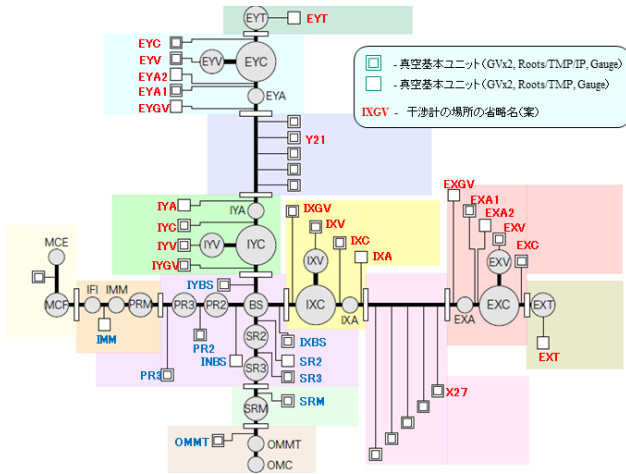 EYT
EYT
EYC
EYV
EYV
EYC
EYA2
EYA1
EYA
EYGV
- 真空基本ユニット(GVx2, Roots/TMP/IP, Gauge)
- 真空基本ユニット(GVx2, Roots/TMP, Gauge)
IXGV - 干渉計の場所の省略名(案)
Y21
IYA
IYA
IYC
IYV
IYV
IYC
IYGV
IXGV
IXV
IXV
IXC
IXA
IXC
IXA
EXGV
EXA1
EXA2
EXV
EXC
EXV
EXA
EXC
EXT
EXT
MCE
MCF
IFI
IMM
PRM
IMM
PR3
PR2
BS
IYBS
PR3
PR2
INBS
SR2
SR3
IXBS
SR2
SR3
X27
SRM
SRM
OMMT
OMMT
OMC